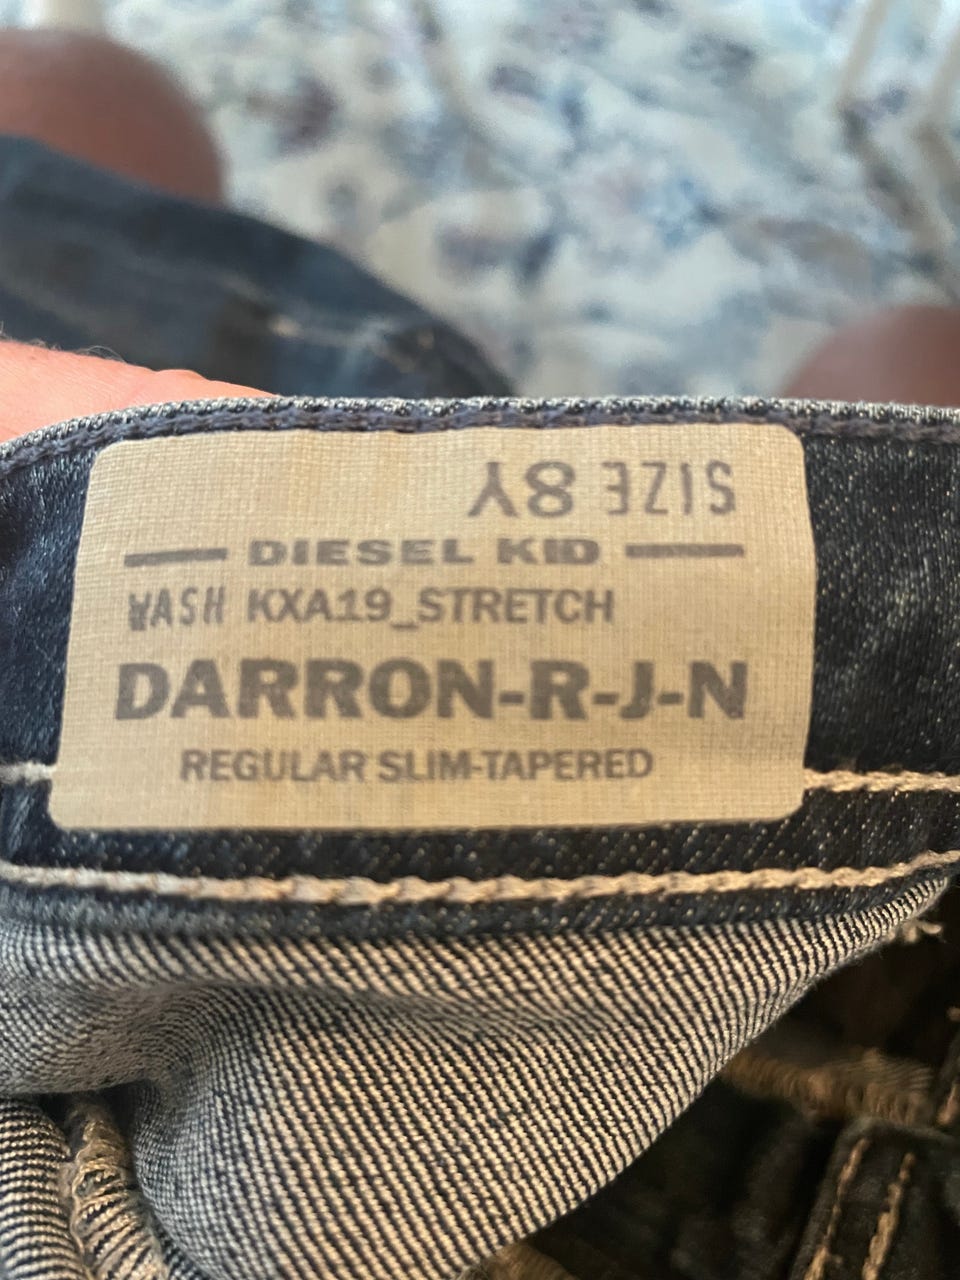 SIZE 8Y
DIESEL KID
WASH KXA19_STRETCH
DARRON-R-J-N
REGULAR SLIM-TAPERED